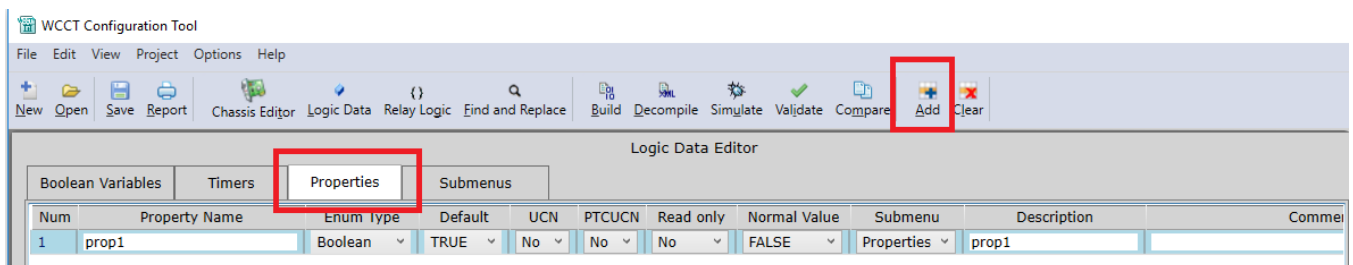 WCCT Configuration Tool
File Edit View Project Options Help
New Open Save Report Chassis Editor Logic Data Relay Logic Find and Replace Build Decompile Simulate Validate Compare Add Clear
Logic Data Editor
Boolean Variables Timers Properties Submenus
Num Property Name Enum Type Default UCN PTCUCN Read only Normal Value Submenu Description
1 prop1 Boolean TRUE No No No FALSE Properties prop1